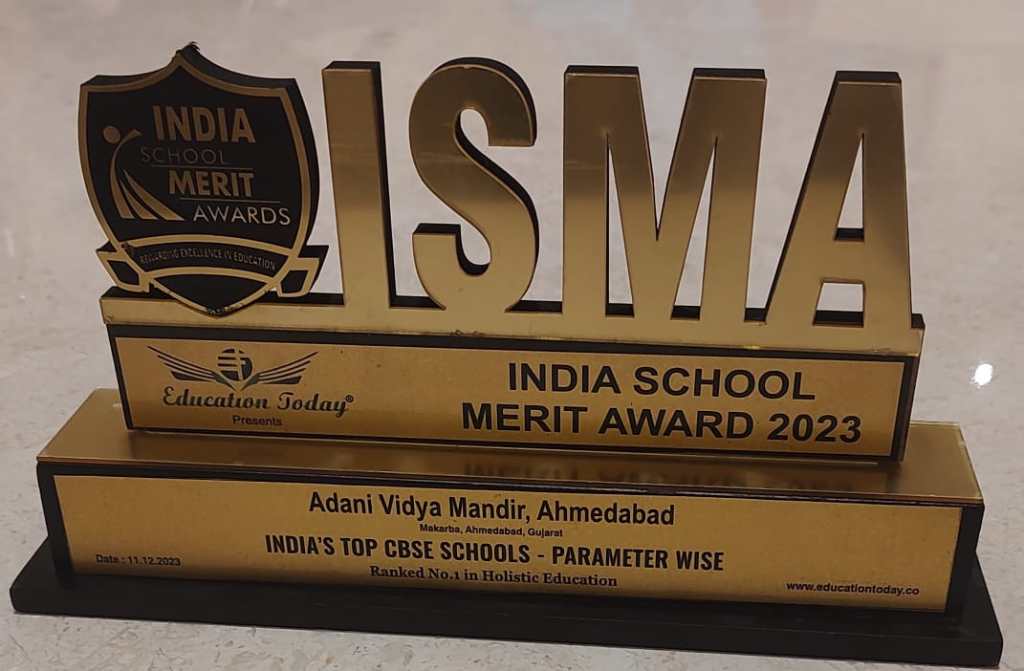 INDIA
SCHOOL
MERIT
AWARDS
REWARDING EXCELLENCE IN EDUCATION
ISMA
Education Today®
Presents
INDIA SCHOOL
MERIT AWARD 2023
Adani Vidya Mandir, Ahmedabad
Makarba, Ahmedabad, Gujarat
INDIA'S TOP CBSE SCHOOLS - PARAMETER WISE
Ranked No.1 in Holistic Education
Date : 11.12.2023
www.educationtoday.co